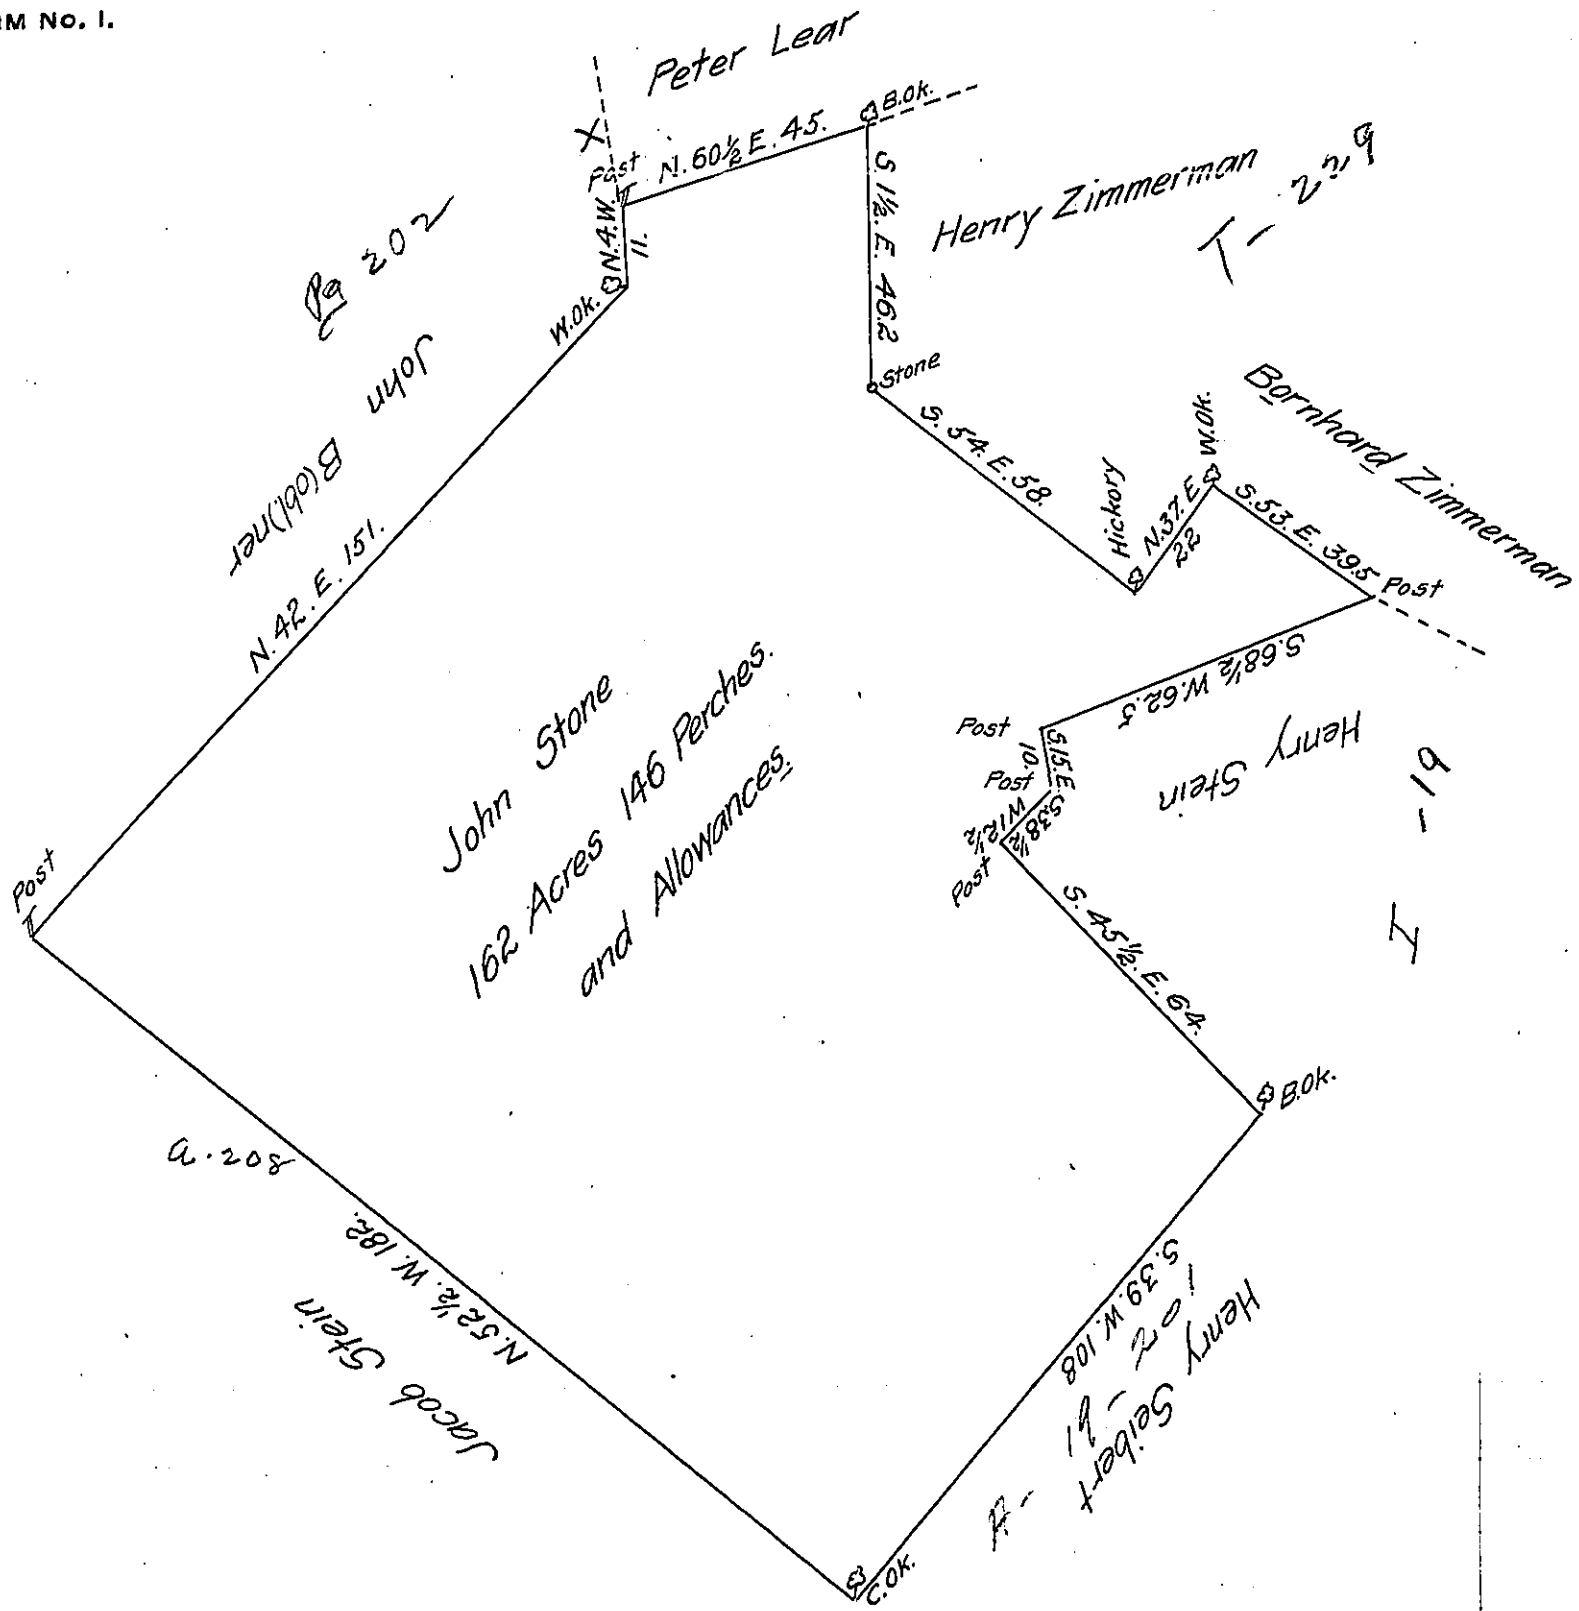 M No. 1.
Peter Lear
X
Post
N. 60½ E. 45.
B.Ok.
S. 1½. E. 46.2
Henry Zimmerman
N. 4. W.
11.
W.Ok.
Pg 202
John
B(obl)ner
N. 42. E. 151.
Stone
S. 54. E. 58.
Hickory
N. 37. E
22
W.Ok.
S. 53. E. 39.5
Post
Bornhard Zimmerman
S. 68½ W. 62.5
Henry
Stein
Post
S. 15. E.
10.
Post
S. 38½
W 12½
Post
S. 45½. E. 64.
B.Ok.
John Stone
162 Acres 146 Perches.
and Allowances.
Post
a. 208
N. 52½. W. 182.
Jacob Stein
S. 39. W. 108
Henry Seibert
C.Ok.